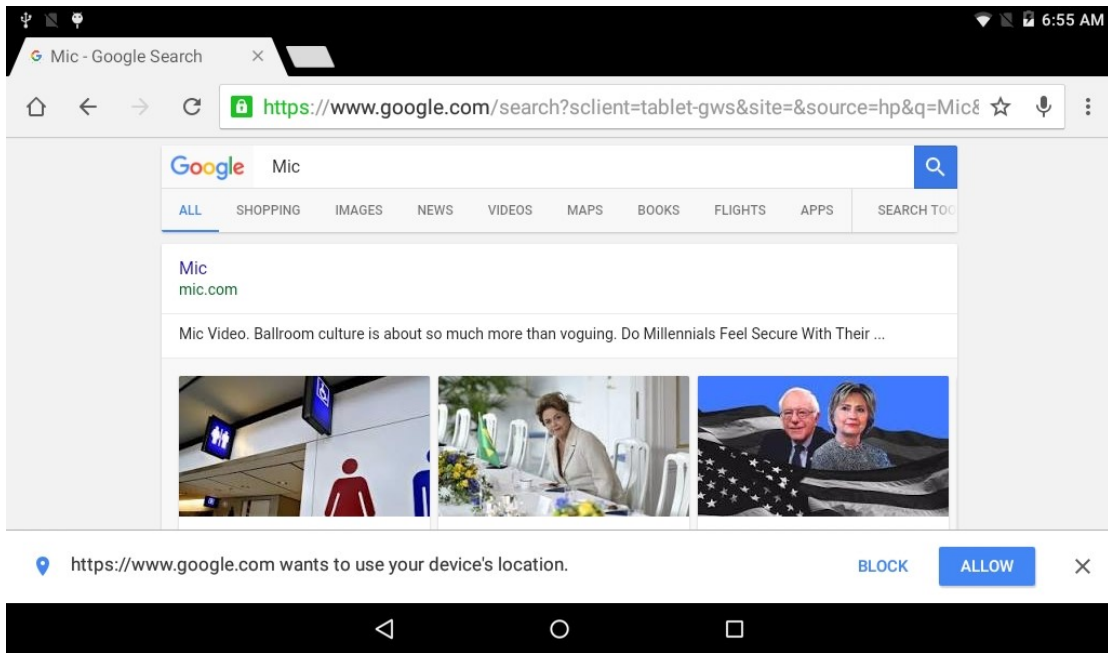 6:55 AM
Mic - Google Search
https://www.google.com/search?sclient=tablet-gws&site=&source=hp&q=Mic&
Google Mic
ALL SHOPPING IMAGES NEWS VIDEOS MAPS BOOKS FLIGHTS APPS SEARCH TOO
Mic
mic.com
Mic Video. Ballroom culture is about so much more than voguing. Do Millennials Feel Secure With Their ...
https://www.google.com wants to use your device's location. BLOCK ALLOW